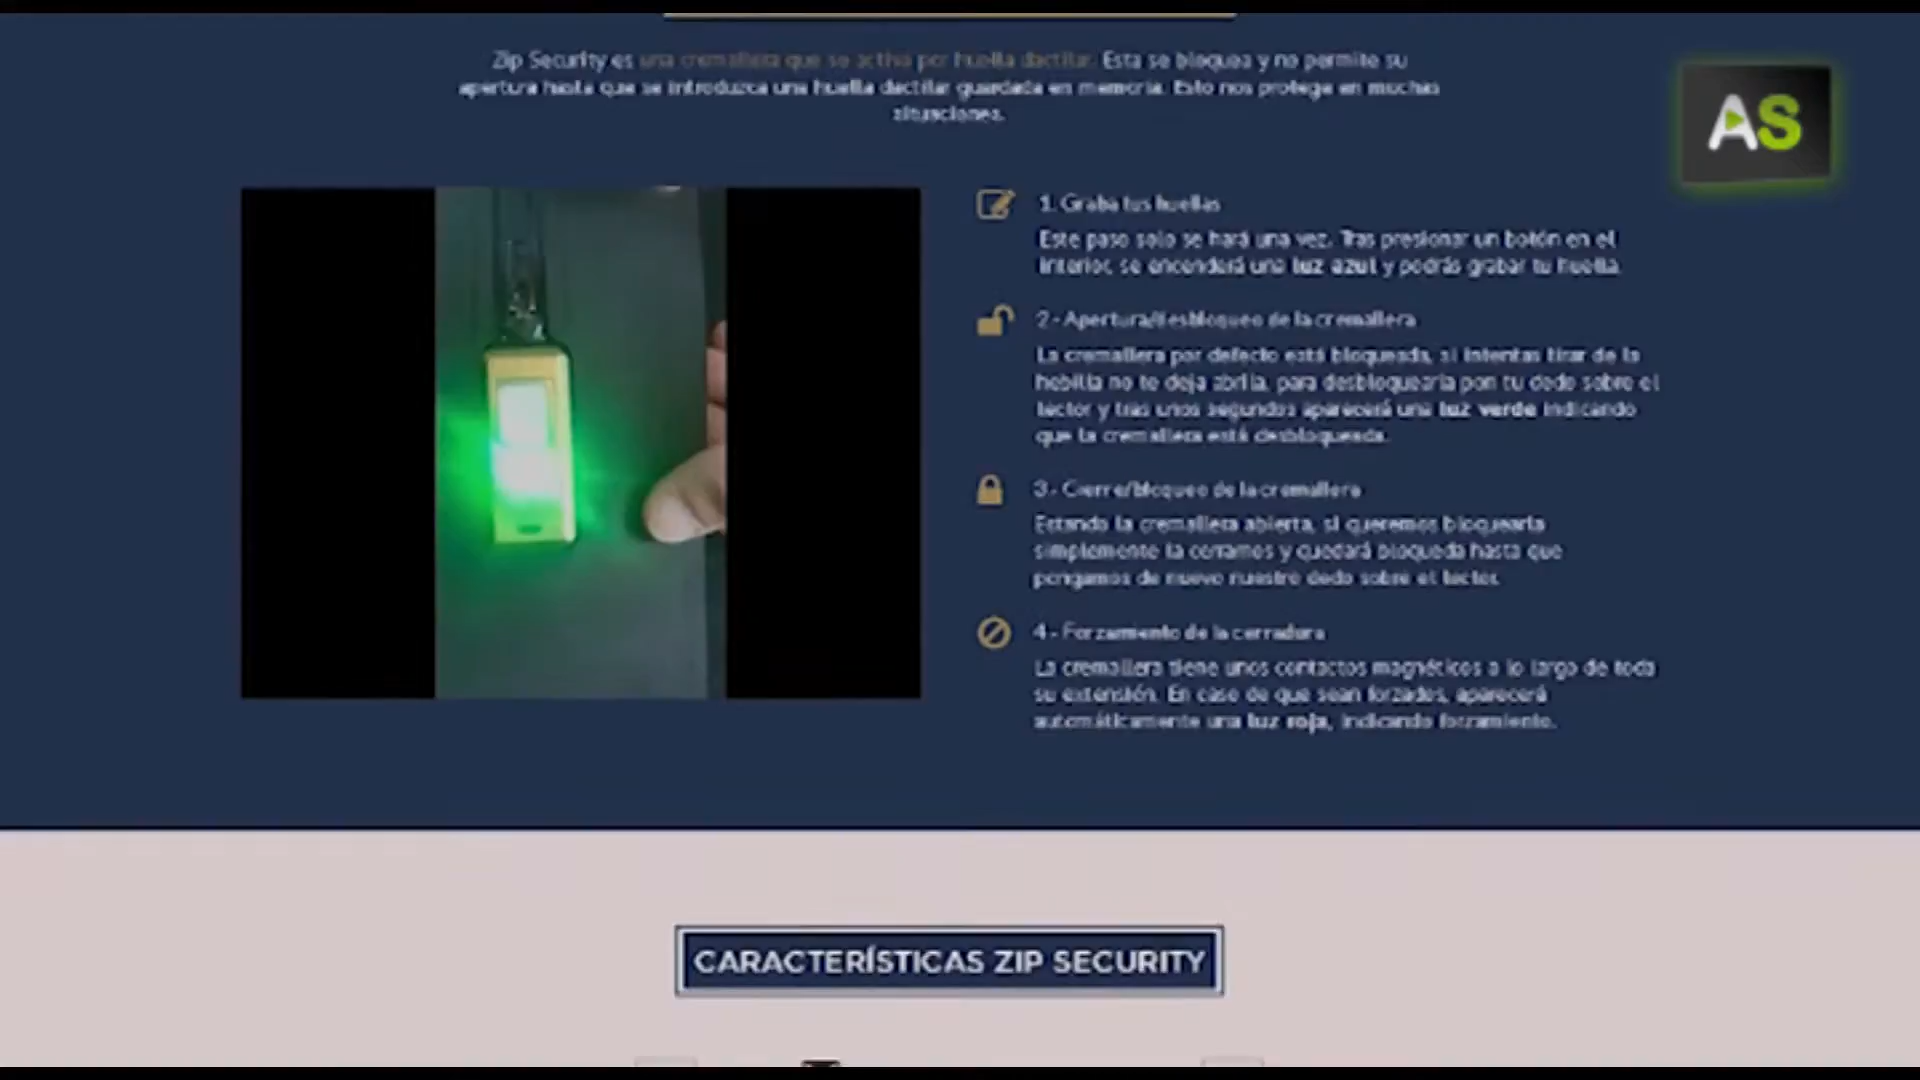 Zip Security es una cremallera que se activa por huella dactilar. Esta se bloquea y no permite su
apertura hasta que se introduzca una huella dactilar guardada en memoria. Esto nos protege en muchas
situaciones.
AS
1. Graba tus huellas
Este paso solo se hará una vez. Tras presionar un botón en el
interior, se encenderá una luz azul y podrás grabar tu huella.
2.- Apertura/desbloqueo de la cremallera
La cremallera por defecto está bloqueada, si intentas tirar de la
hebilla no te deja abrila, para desbloquearla pon tu dedo sobre el
lector y tras unos segundos aparecerá una luz verde indicando
que la cremallera está desbloqueada.
3.- Cierre/bloqueo de la cremallera
Estando la cremallera abierta, si queremos bloquearla
simplemente la cerramos y quedará bloqueda hasta que
pongamos de nuevo nuestro dedo sobre el lector.
4.- Forzamiento de la cerradura
La cremallera tiene unos contactos magnéticos a lo largo de toda
su extensión. En caso de que sean forzados, aparecerá
automáticamente una luz roja, indicando forzamiento.
CARACTERÍSTICAS ZIP SECURITY